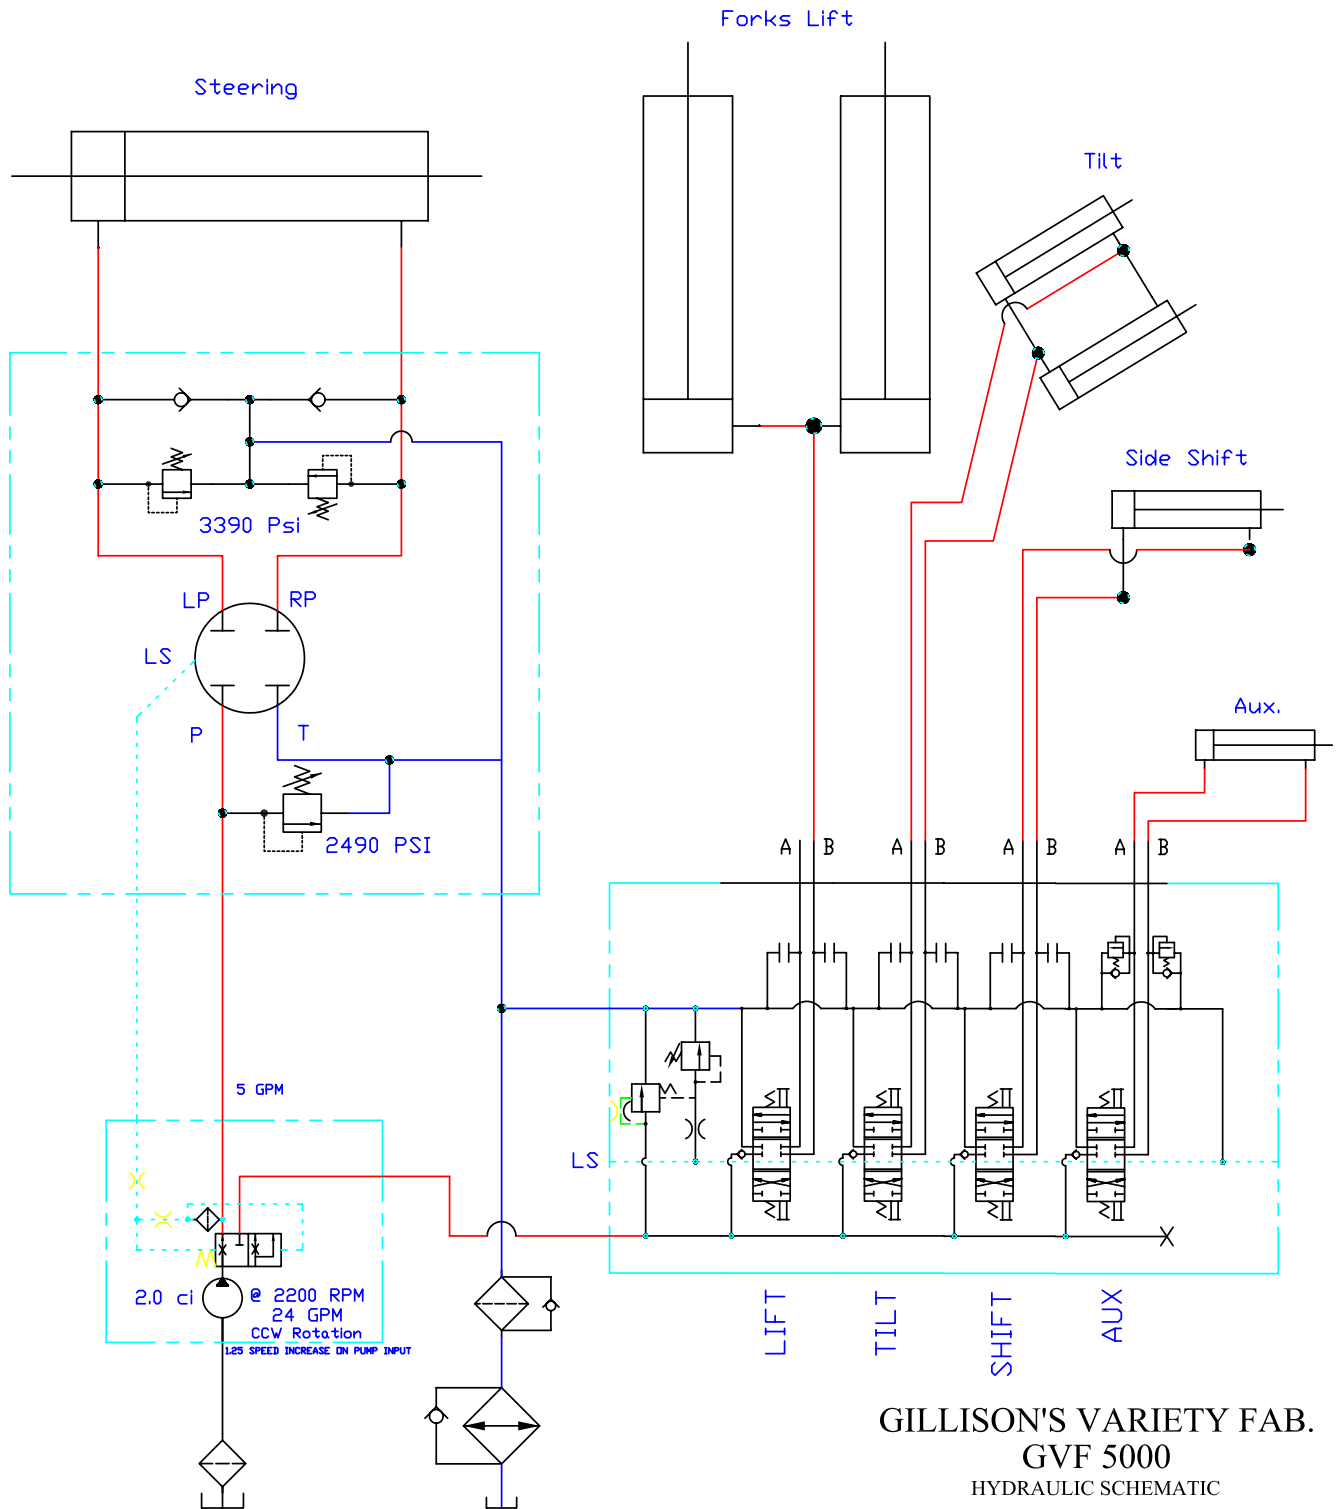 Forks Lift
Steering
Tilt
Side Shift
3390 Psi
LP
RP
LS
P
T
Aux.
2490 PSI
A B A B A B A B
5 GPM
LS
2.0 ci
@ 2200 RPM
24 GPM
CCW Rotation
1.25 SPEED INCREASE ON PUMP INPUT
LIFT
TILT
SHIFT
AUX
GILLISON'S VARIETY FAB.
GVF 5000
HYDRAULIC SCHEMATIC